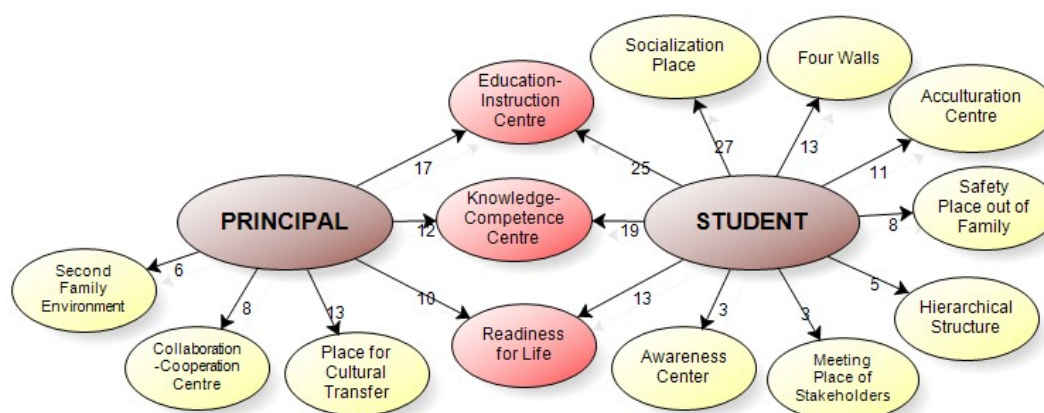 Socialization
Place
Four Walls
Education-
Instruction
Centre
Acculturation
Centre
27
13
17
25
11
PRINCIPAL
Knowledge-
Competence
Centre
STUDENT
Safety
Place out of
Family
12
19
8
Second
Family
Environment
6
8
13
10
13
3
3
5
Hierarchical
Structure
Collaboration
-Cooperation
Centre
Place for
Cultural
Transfer
Readiness
for Life
Awareness
Center
Meeting
Place of
Stakeholders